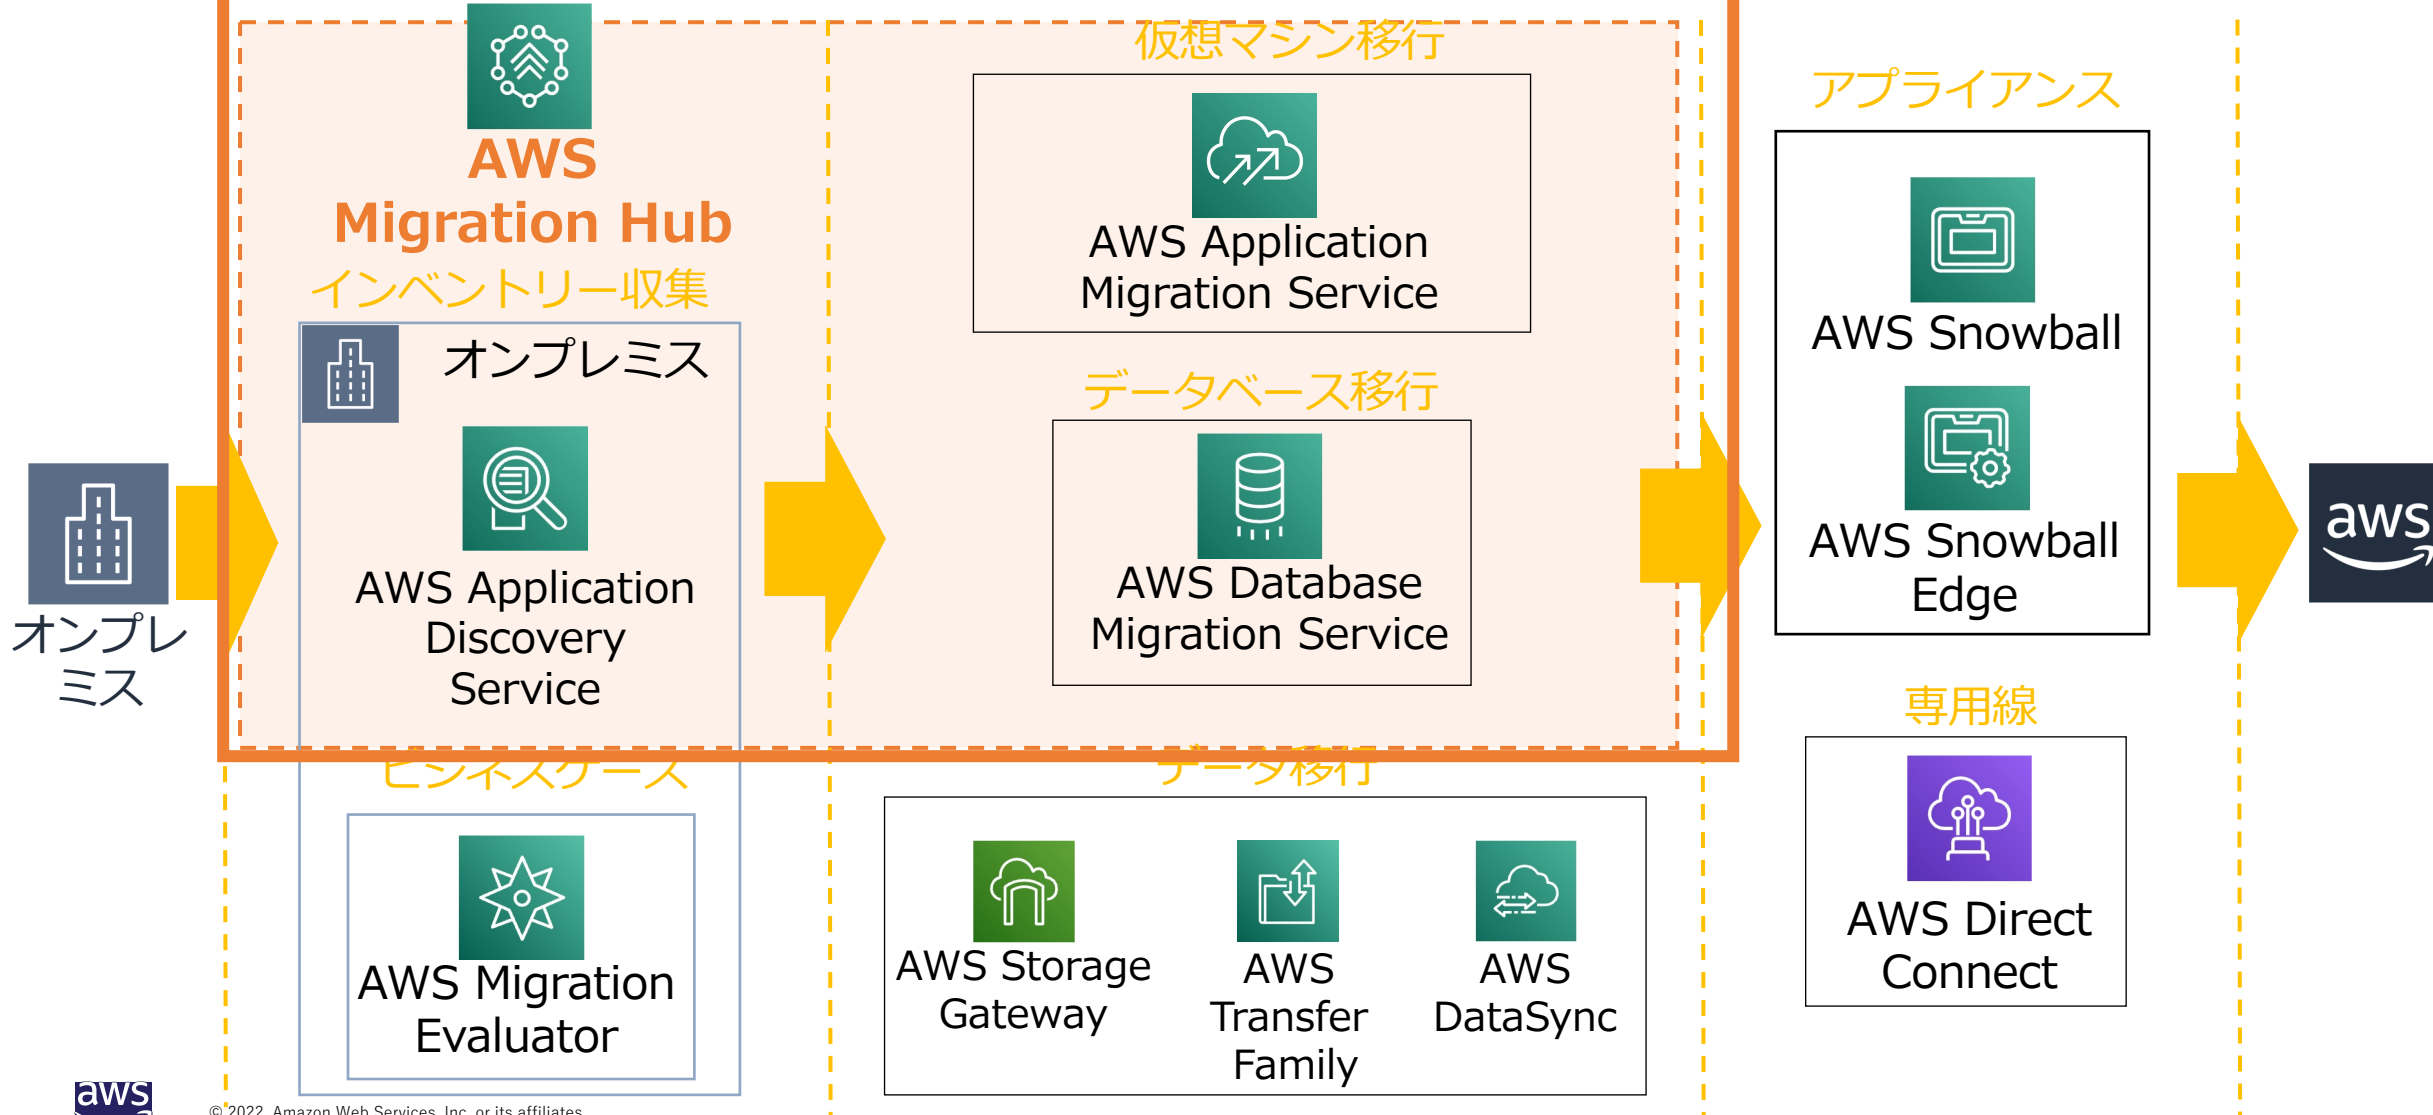 オンプレ
ミス
AWS
Migration Hub
インベントリー収集
オンプレミス
AWS Application
Discovery
Service
ビジネスケース
AWS Migration
Evaluator
仮想マシン移行
AWS Application
Migration Service
データベース移行
AWS Database
Migration Service
データ移行
AWS Storage
Gateway
AWS
Transfer
Family
AWS
DataSync
アプライアンス
AWS Snowball
AWS Snowball
Edge
専用線
AWS Direct
Connect
aws
aws
© 2022, Amazon Web Services, Inc. or its affiliates.